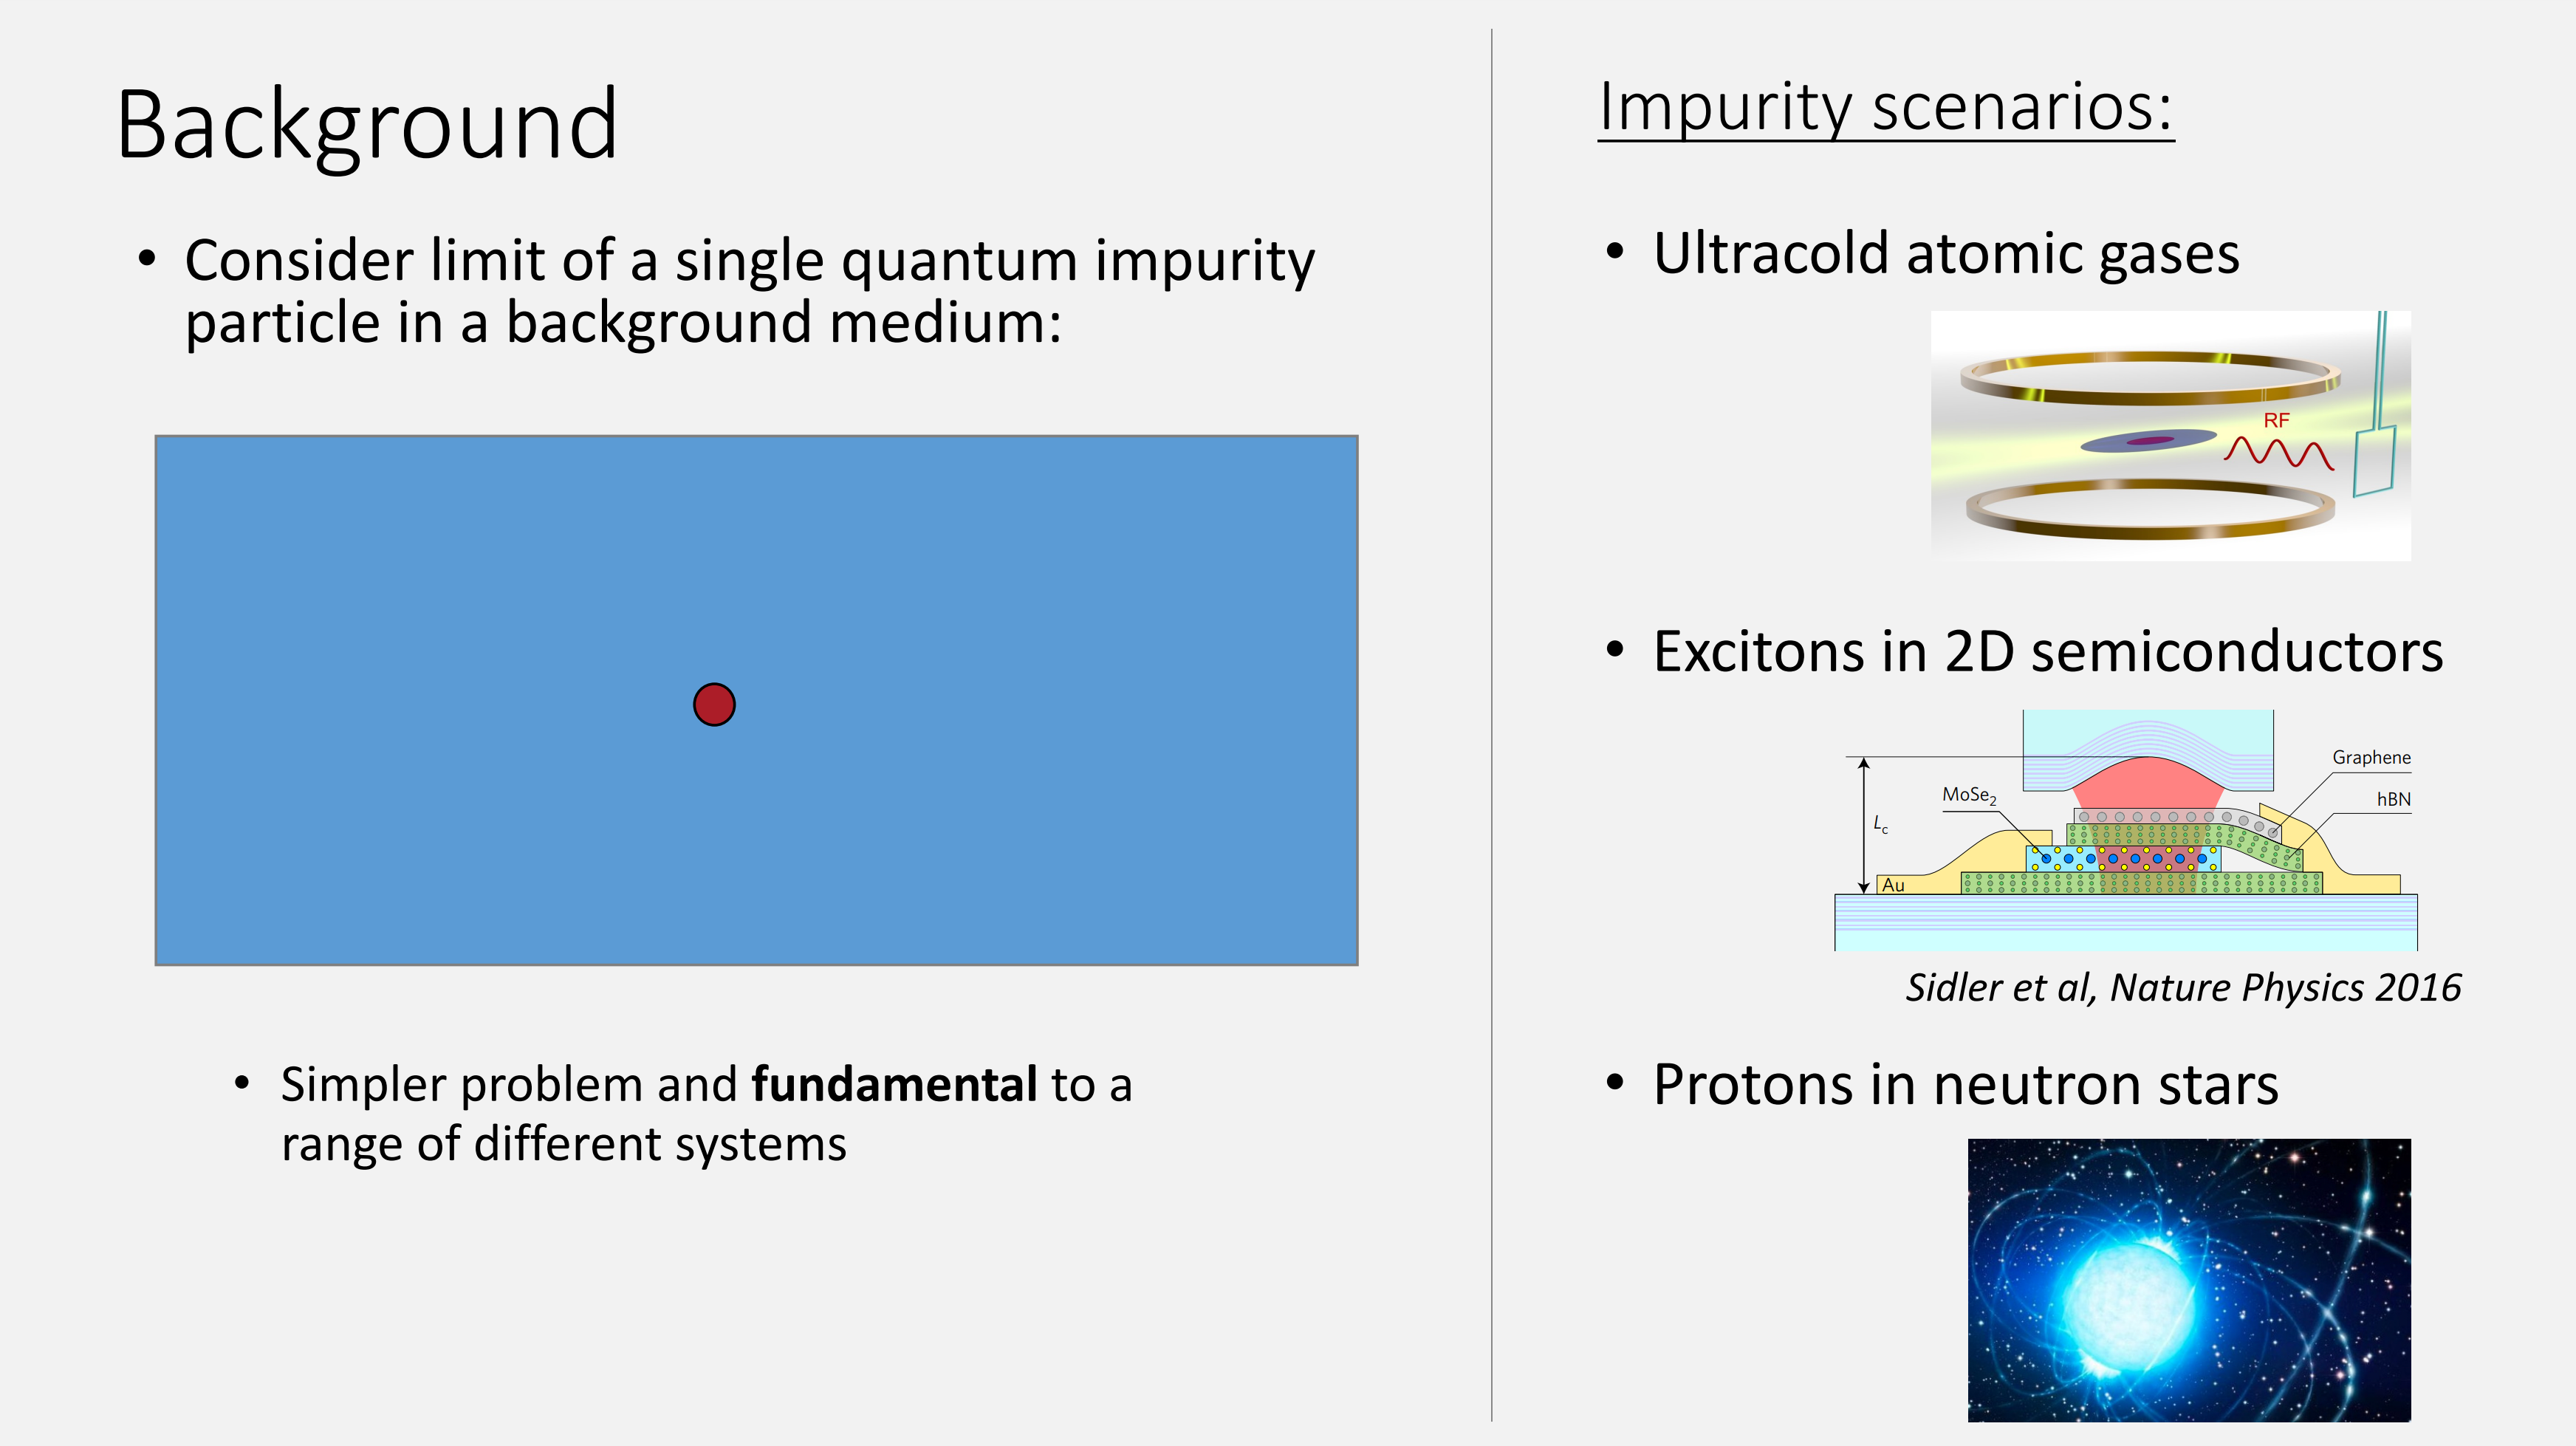 Background
• Consider limit of a single quantum impurity
particle in a background medium:
• Simpler problem and fundamental to a
range of different systems
Impurity scenarios:
• Ultracold atomic gases
RF
• Excitons in 2D semiconductors
Graphene
MoSe₂
hBN
Lc
Au
Sidler et al, Nature Physics 2016
• Protons in neutron stars